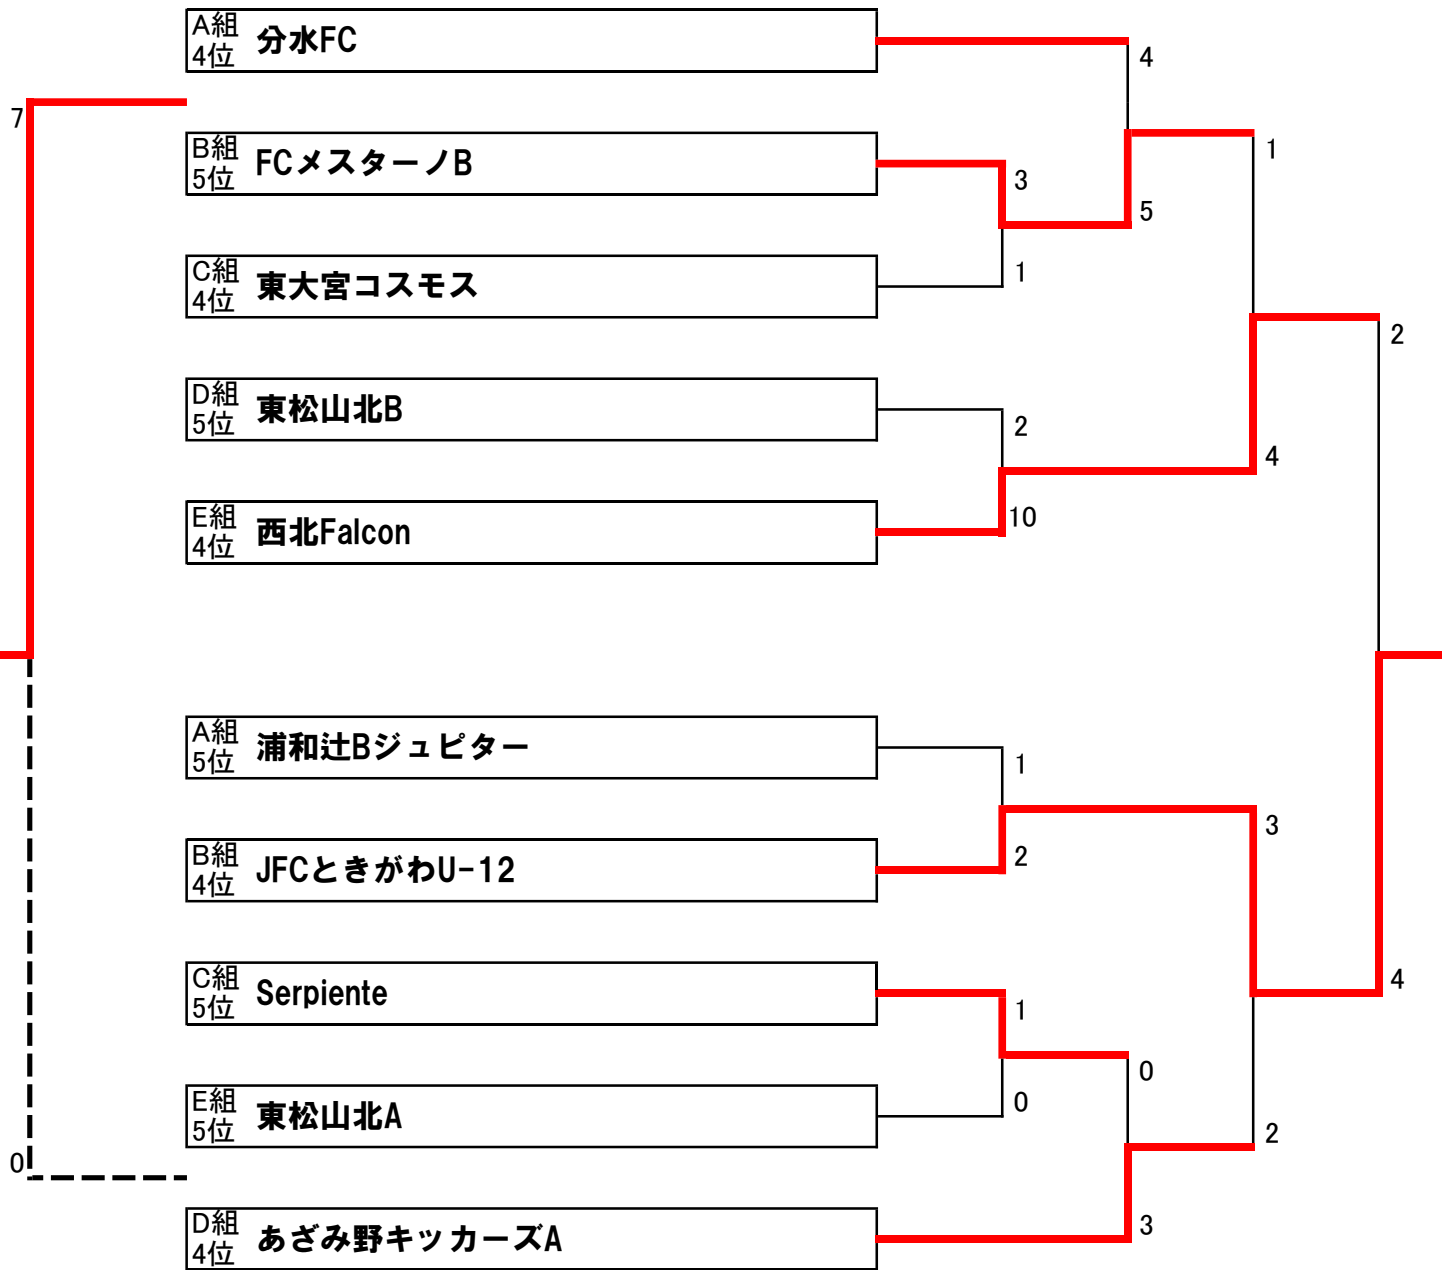 A組
4位
分水FC
4
7
B組
5位
FCメスターノB
3
1
5
C組
4位
東大宮コスモス
1
D組
5位
東松山北B
2
2
4
E組
4位
西北Falcon
10
A組
5位
浦和辻Bジュピター
1
3
B組
4位
JFCときがわU-12
2
C組
5位
Serpiente
1
4
0
E組
5位
東松山北A
0
2
0
D組
4位
あざみ野キッカーズA
3